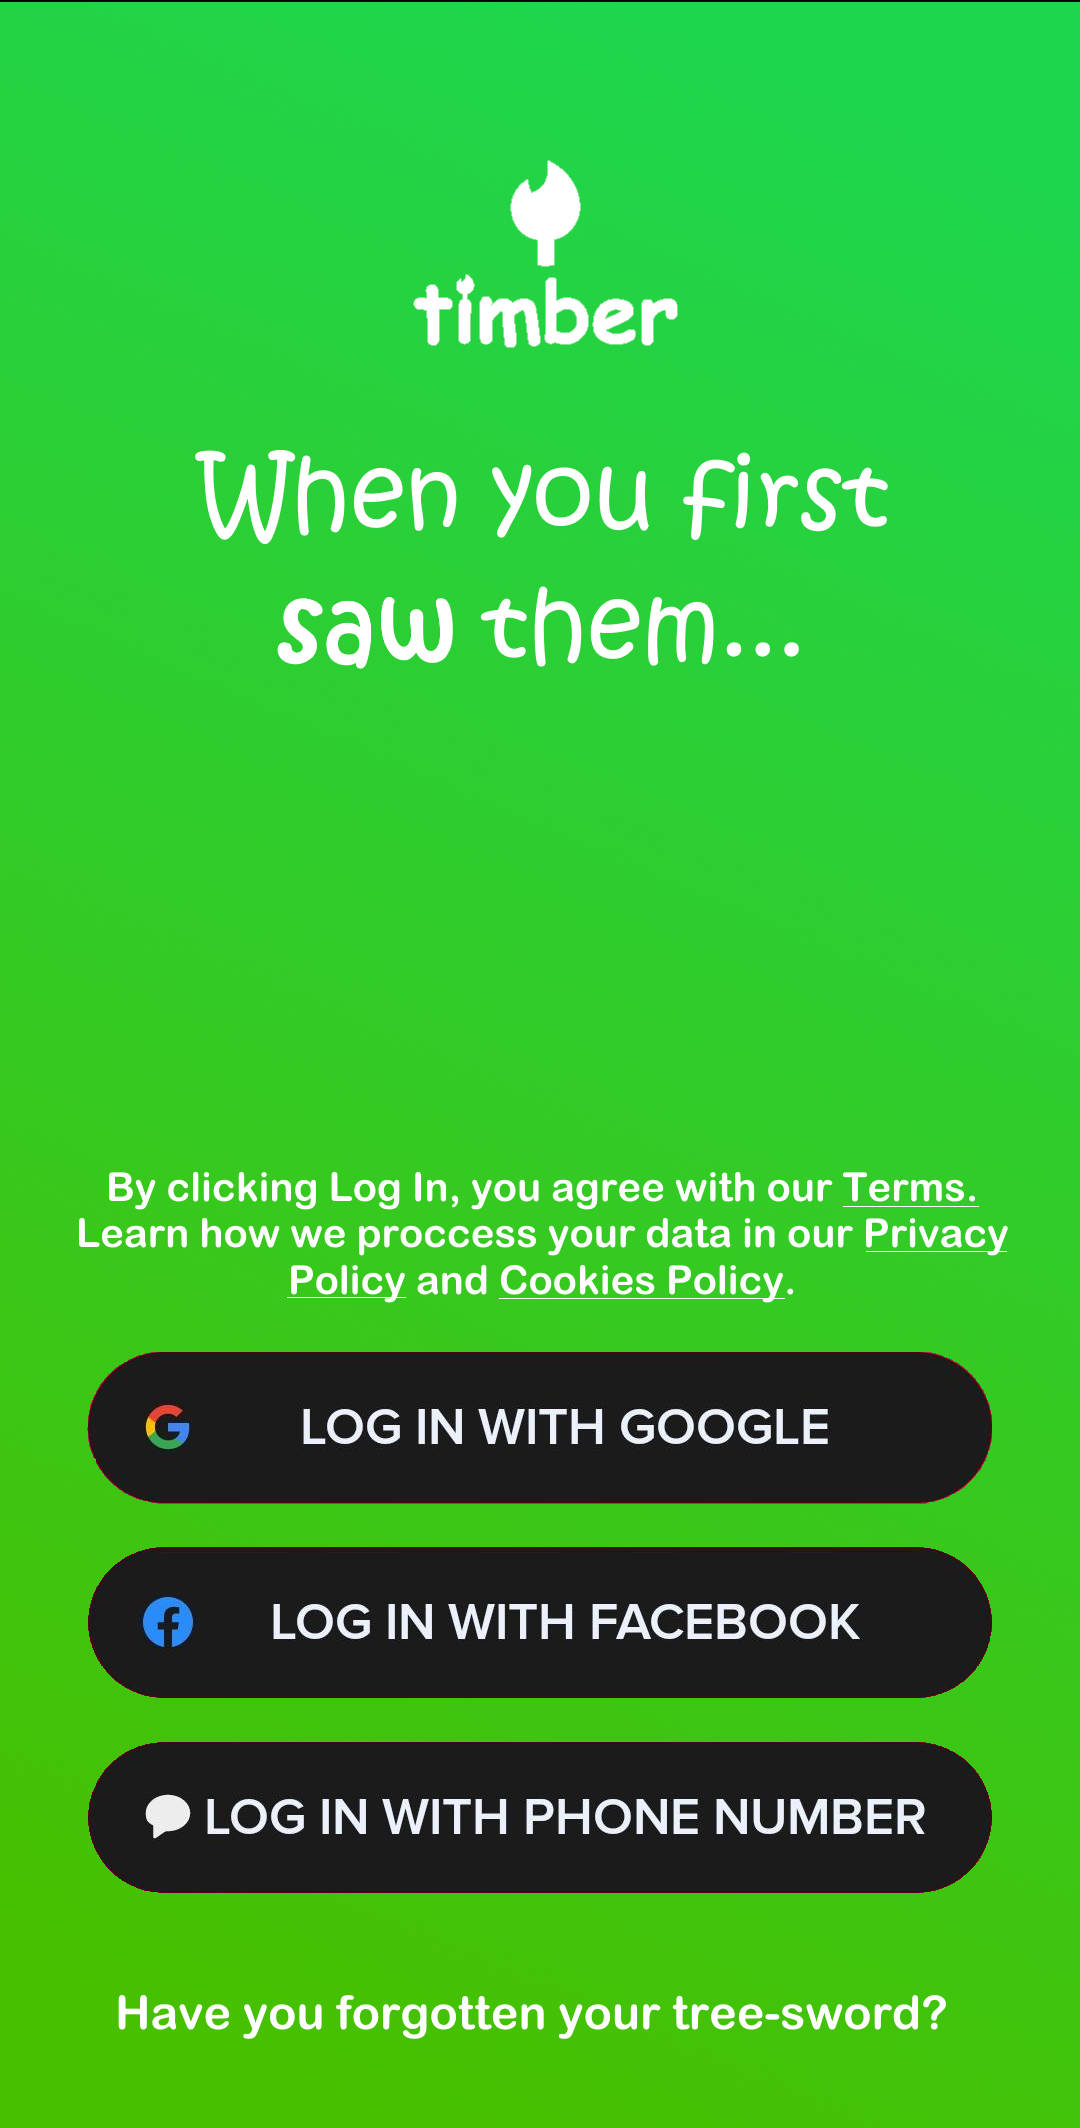 timber
When you first
saw them...
By clicking Log In, you agree with our Terms.
Learn how we proccess your data in our Privacy
Policy and Cookies Policy.
LOG IN WITH GOOGLE
LOG IN WITH FACEBOOK
LOG IN WITH PHONE NUMBER
Have you forgotten your tree-sword?